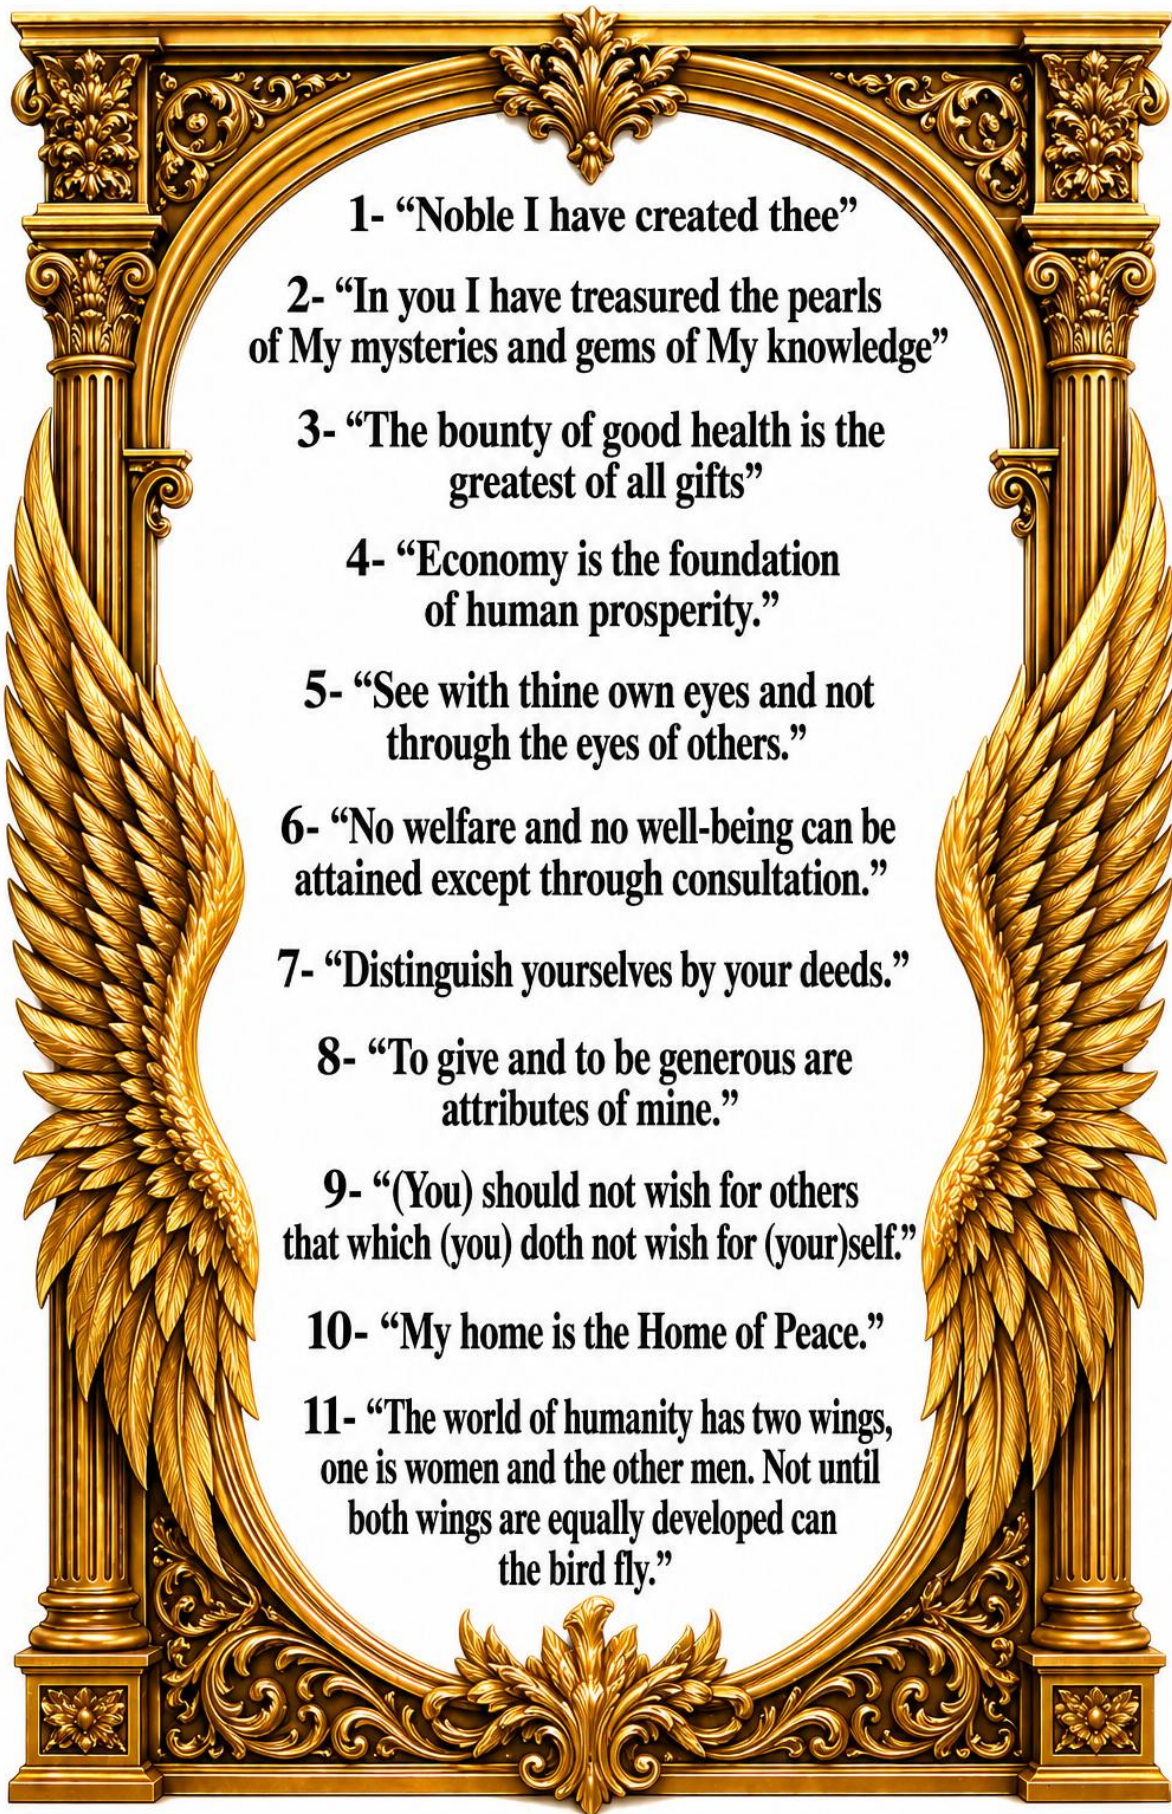 1- “Noble I have created thee”
2- “In you I have treasured the pearls
of My mysteries and gems of My knowledge”
3- “The bounty of good health is the
greatest of all gifts”
4- “Economy is the foundation
of human prosperity.”
5- “See with thine own eyes and not
through the eyes of others.”
6- “No welfare and no well-being can be
attained except through consultation.”
7- “Distinguish yourselves by your deeds.”
8- “To give and to be generous are
attributes of mine.”
9- “(You) should not wish for others
that which (you) doth not wish for (your)self.”
10- “My home is the Home of Peace.”
11- “The world of humanity has two wings,
one is women and the other men. Not until
both wings are equally developed can
the bird fly.”